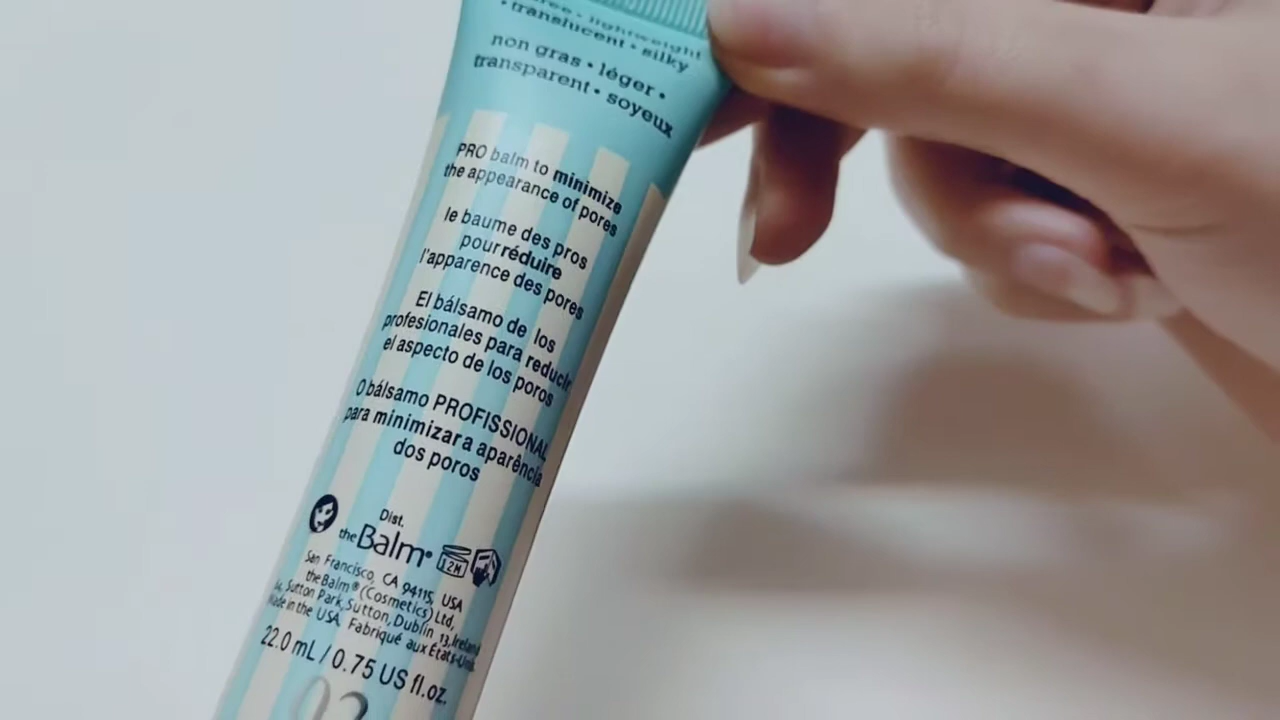 • lightweight
• translucent • silky
non gras • léger •
transparent • soyeux
PRO balm to minimize
the appearance of pores
le baume des pros
pour réduire
l'apparence des pores
El bálsamo de los
profesionales para reducir
el aspecto de los poros
O bálsamo PROFISSIONAL
para minimizar a aparência
dos poros
Dist.
theBalm®
12M
San Francisco, CA 94115, USA
theBalm® (Cosmetics) Ltd,
Sutton Park, Sutton, Dublin 13, Ireland
Made in the USA. Fabriqué aux États-Unis.
22.0 mL / 0.75 US fl.oz.